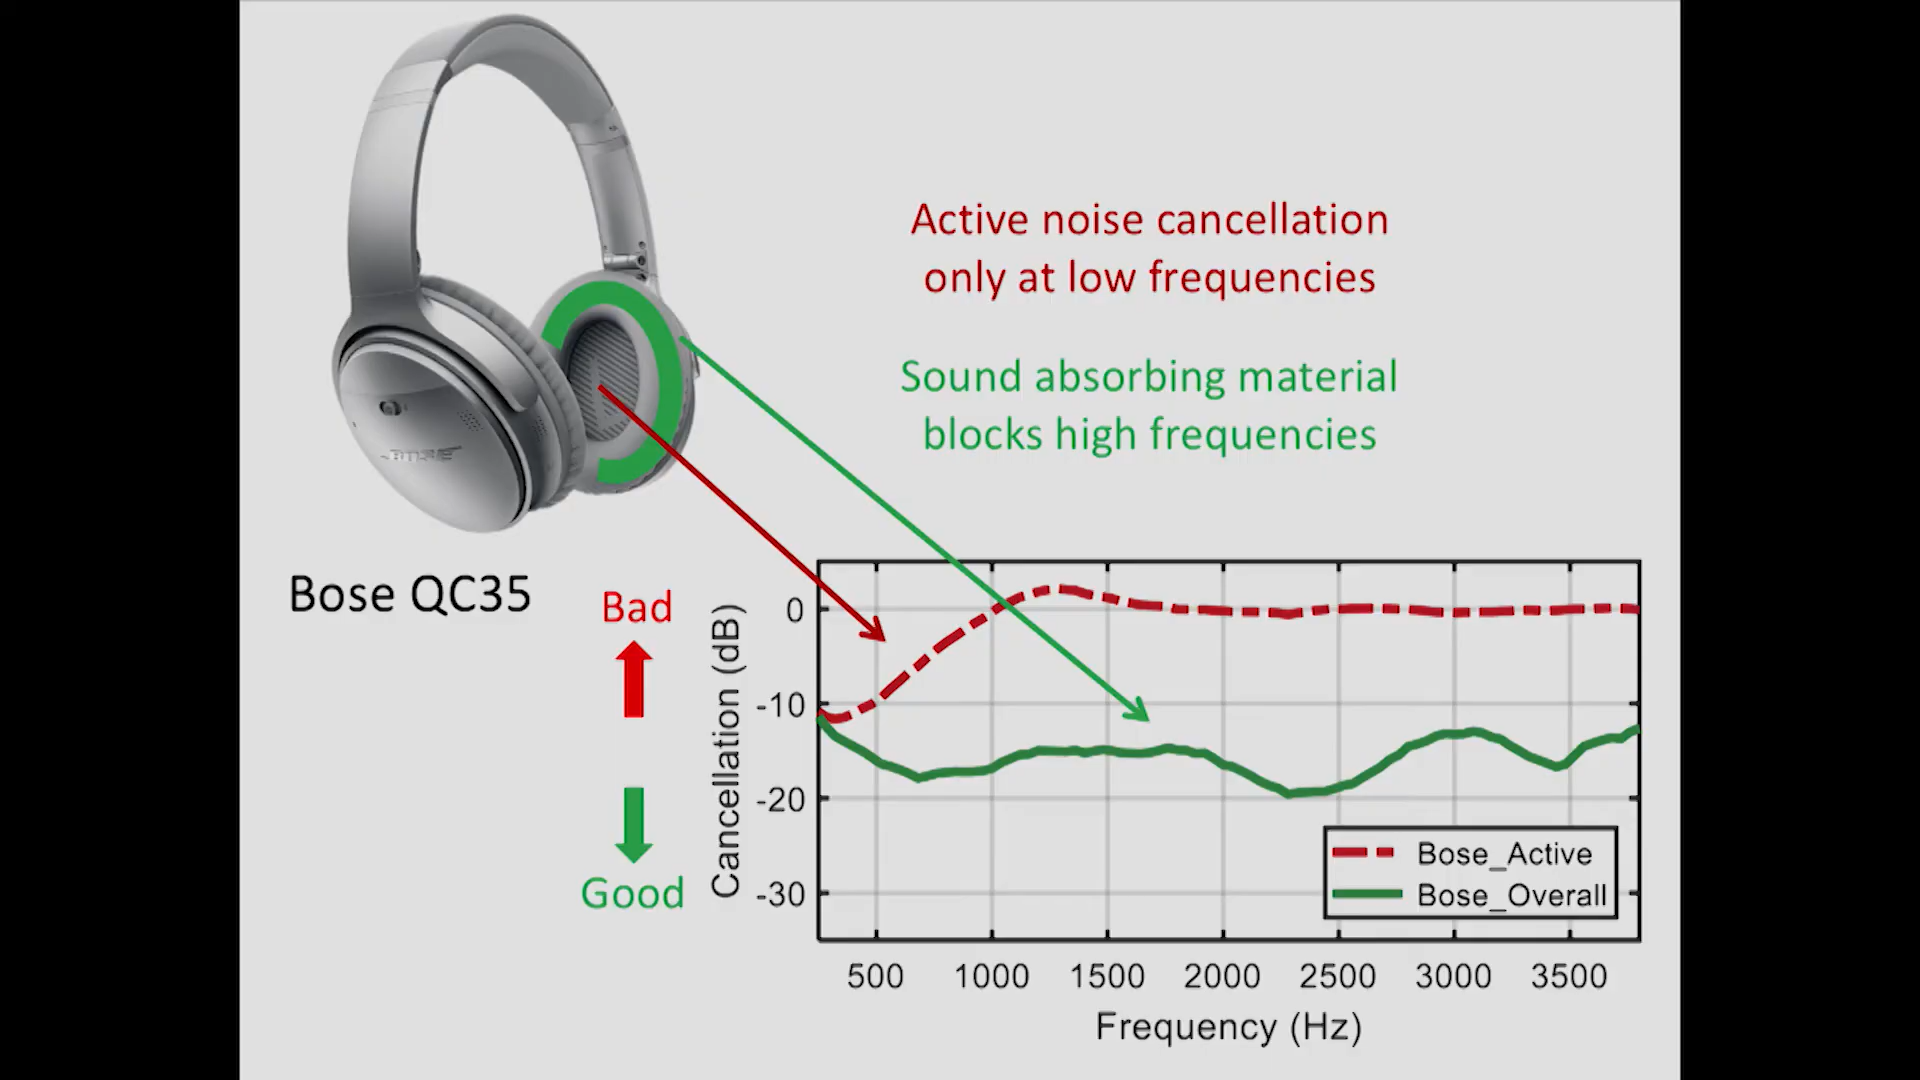 Active noise cancellation
only at low frequencies
Sound absorbing material
blocks high frequencies
BOSE
Bose QC35
Bad
Good
Cancellation (dB)
0
-10
-20
-30
Bose_Active
Bose_Overall
500 1000 1500 2000 2500 3000 3500
Frequency (Hz)